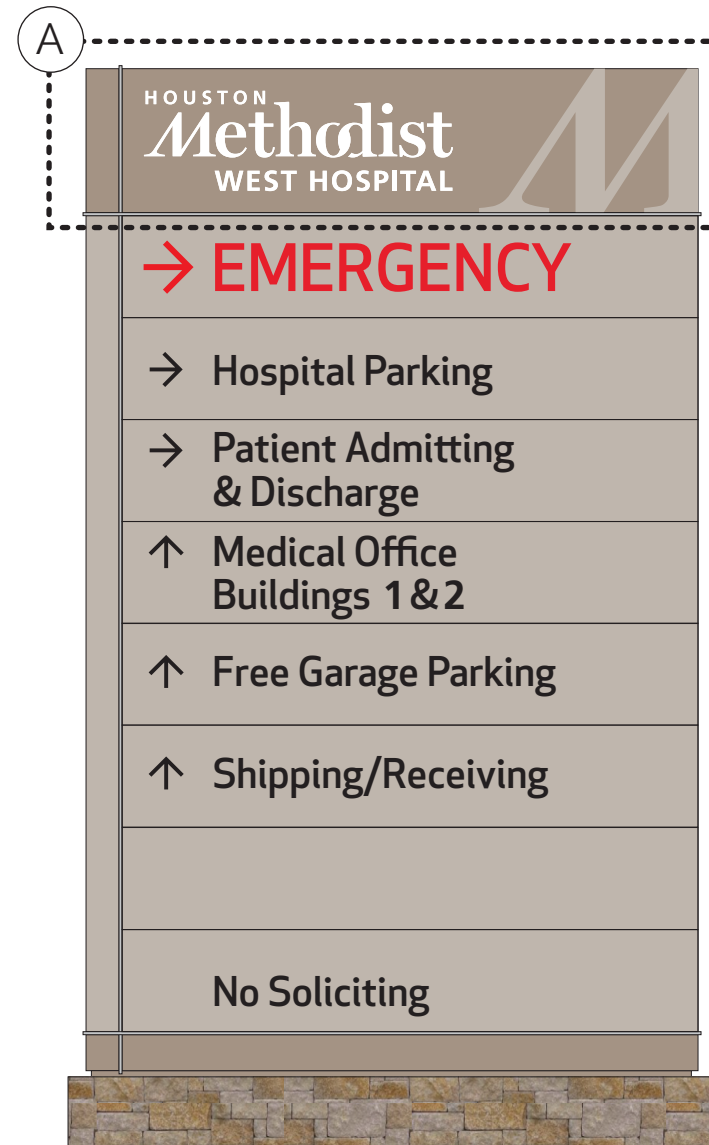 A
HOUSTON
Methodist
WEST HOSPITAL
M
→ EMERGENCY
→ Hospital Parking
→ Patient Admitting
& Discharge
↑ Medical Office
Buildings 1 & 2
↑ Free Garage Parking
↑ Shipping/Receiving
No Soliciting